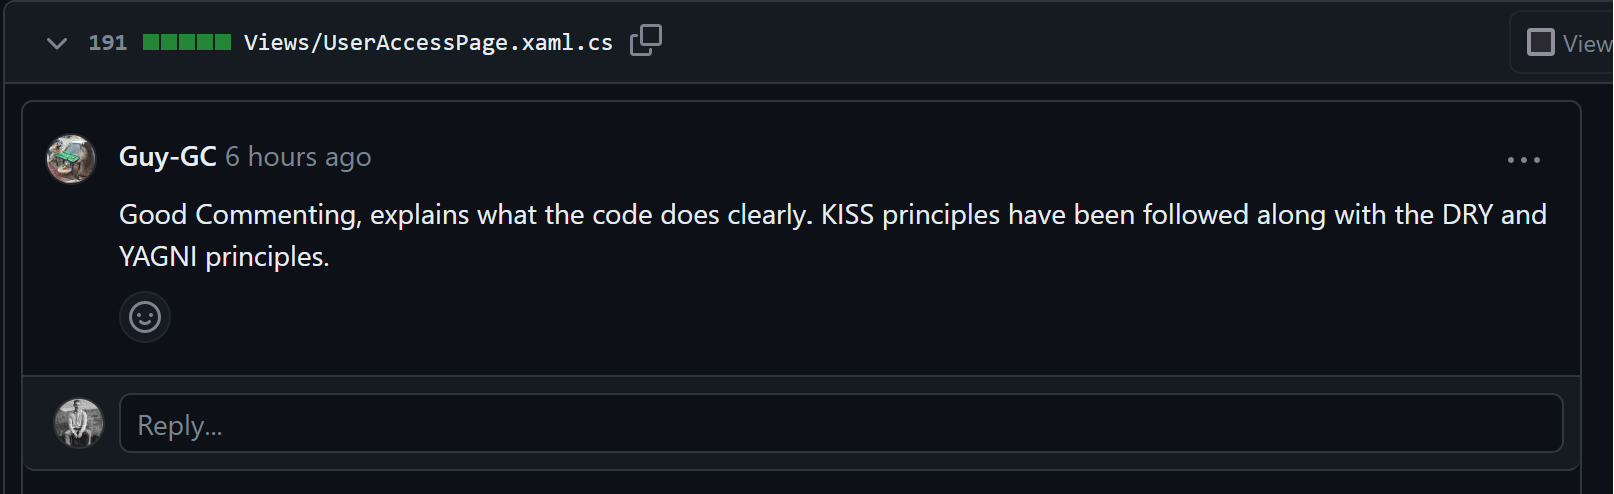 191 Views/UserAccessPage.xaml.cs View
Guy-GC 6 hours ago
Good Commenting, explains what the code does clearly. KISS principles have been followed along with the DRY and
YAGNI principles.
Reply...